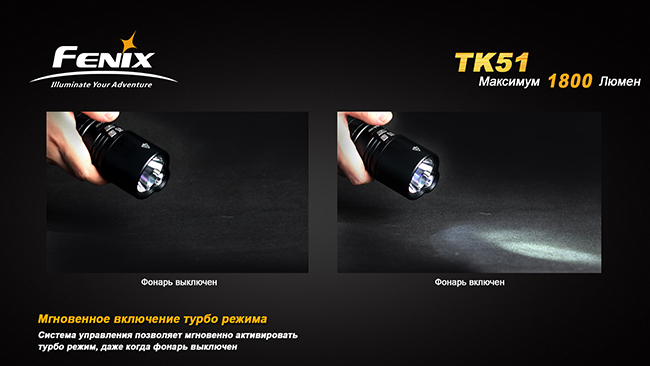 FENIX
Illuminate Your Adventure
TK51
Максимум 1800 Люмен
Фонарь выключен
Фонарь включен
Мгновенное включение турбо режима
Система управления позволяет мгновенно активировать
турбо режим, даже когда фонарь выключен